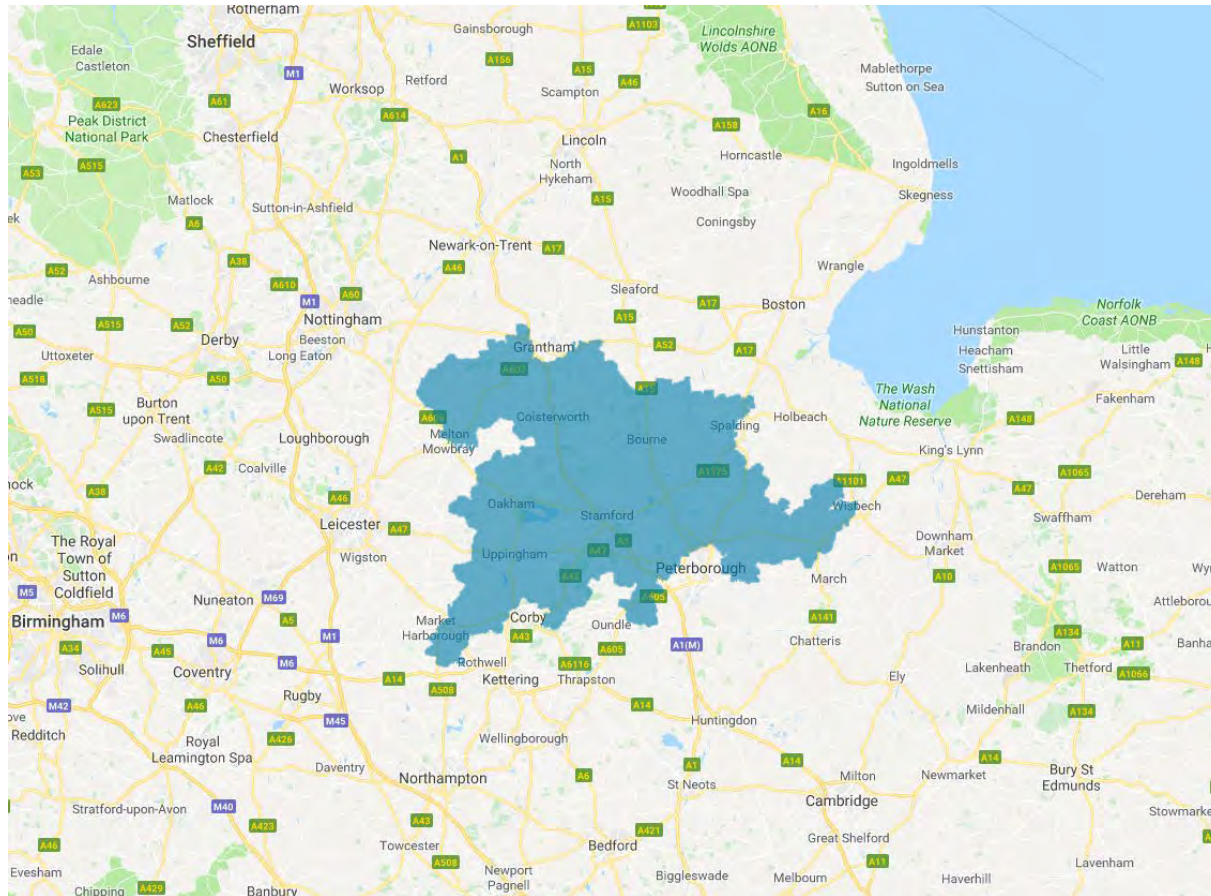 Rotherham
Sheffield
Edale
Castleton
M1
Gainsborough
A156
A15
A1103
Lincolnshire
Wolds AONB
Mablethorpe
Sutton on Sea
A623
Peak District
National Park
A61
Worksop
Retford
Scampton
A46
A16
Chesterfield
A614
A158
A515
A53
A1
Lincoln
Horncastle
Ingoldmells
North
Hykeham
Woodhall Spa
Skegness
Matlock
Sutton-in-Ashfield
A15
Coningsby
A6
Newark-on-Trent
A17
A52
A38
A46
Wrangle
Ashbourne
A610
A60
Sleaford
M1
A17
Boston
Norfolk
Coast AONB
A515
A52
Nottingham
A15
A50
Derby
Beeston
Hunstanton
Uttoxeter
Long Eaton
Grantham
A52
A17
Heacham
Little
Walsingham
A148
Snettisham
A518
A50
A607
A15
The Wash
National
Nature Reserve
Fakenham
A515
Burton
upon Trent
Colsterworth
Holbeach
A148
Swadlincote
Loughborough
Melton
Mowbray
Bourne
Spalding
King's Lynn
A42
Coalville
A1175
A1101
A47
A1065
A38
A46
Oakham
Wisbech
A47
Dereham
Leicester
A47
Stamford
Swaffham
The Royal
Town of
Sutton
Coldfield
Wigston
Uppingham
A47
A1
Downham
Market
Peterborough
A1065
Watton
M5
M6
Nuneaton
M69
A43
March
A10
A605
Attleborou
Birmingham
A5
M1
Market
Harborough
Corby
Oundle
A141
A134
A34
M6
A43
A605
A1(M)
Chatteris
Brandon
A11
Solihull
A45
Coventry
M6
Rothwell
A6116
Lakenheath
Thetford
A14
Kettering
Thrapston
Ely
A1066
Rugby
A508
M42
A46
A14
Mildenhall
M45
Huntingdon
A134
Redditch
Royal
Leamington Spa
A426
Wellingborough
A14
A14
Daventry
Northampton
A6
A1
Milton
Newmarket
Bury St
Edmunds
St Neots
Stratford-upon-Avon
M40
Cambridge
Stowmarke
A423
A43
A421
Great Shelford
A46
Towcester
Bedford
A508
A11
Evesham
Newport
Pagnell
Lavenham
Chipping
A429
Banbury
Biggleswade
Melbourn
Haverhill